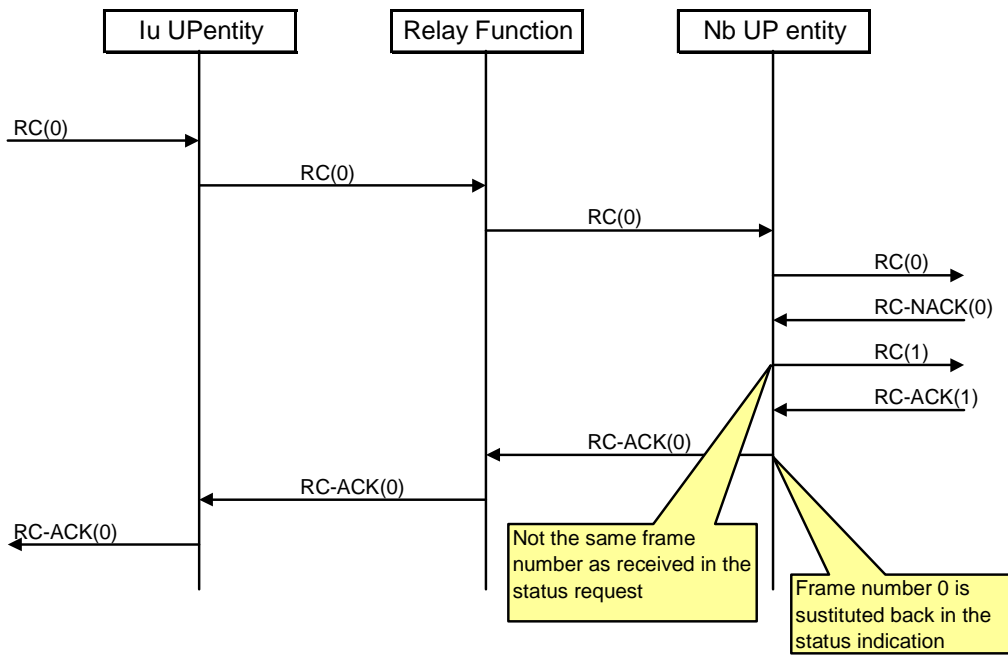 Iu UPentity
Relay Function
Nb UP entity
RC(0)
RC(0)
RC(0)
RC(0)
RC-NACK(0)
RC(1)
RC-ACK(1)
RC-ACK(0)
RC-ACK(0)
RC-ACK(0)
Not the same frame
number as received in the
status request
Frame number 0 is
sustituted back in the
status indication